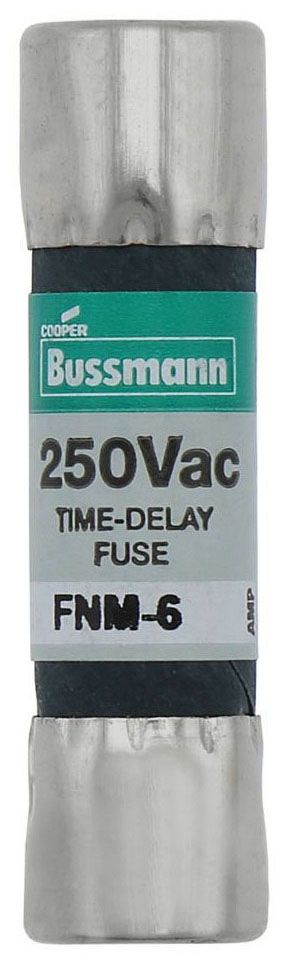 COOPER
Bussmann
250Vac
TIME-DELAY
FUSE
FNM-6
AMP